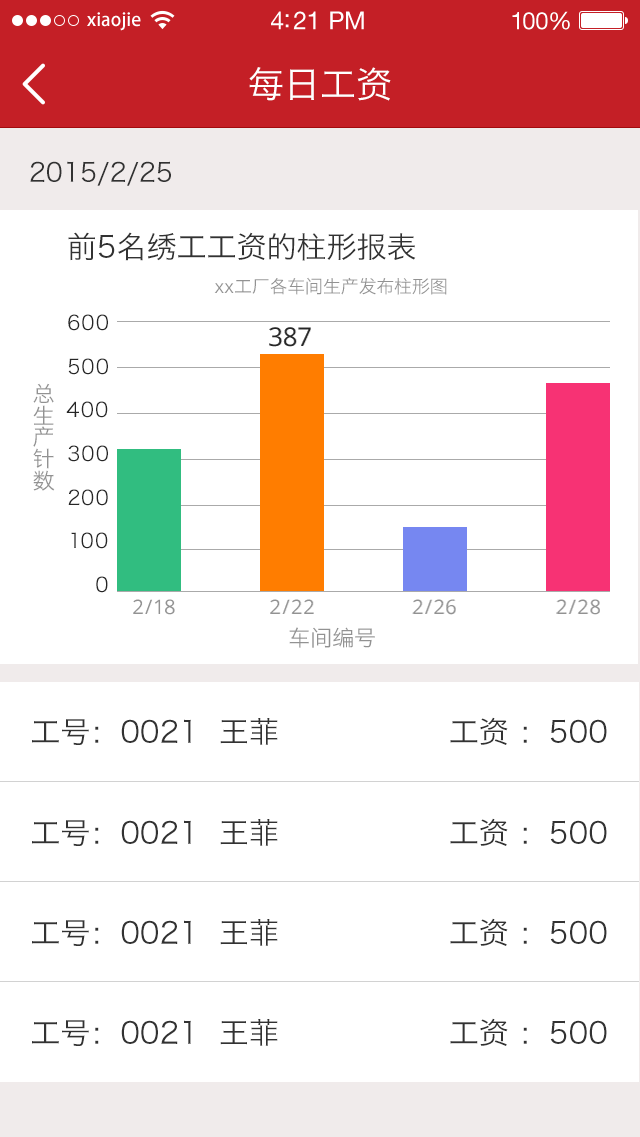 xiaojie 4:21 PM 100%
每日工资
2015/2/25
前5名绣工工资的柱形报表
xx工厂各车间生产发布柱形图
总生产针数
600
500
400
300
200
100
0
387
2/18 2/22 2/26 2/28
车间编号
工号: 0021 王菲 工资 : 500
工号: 0021 王菲 工资 : 500
工号: 0021 王菲 工资 : 500
工号: 0021 王菲 工资 : 500